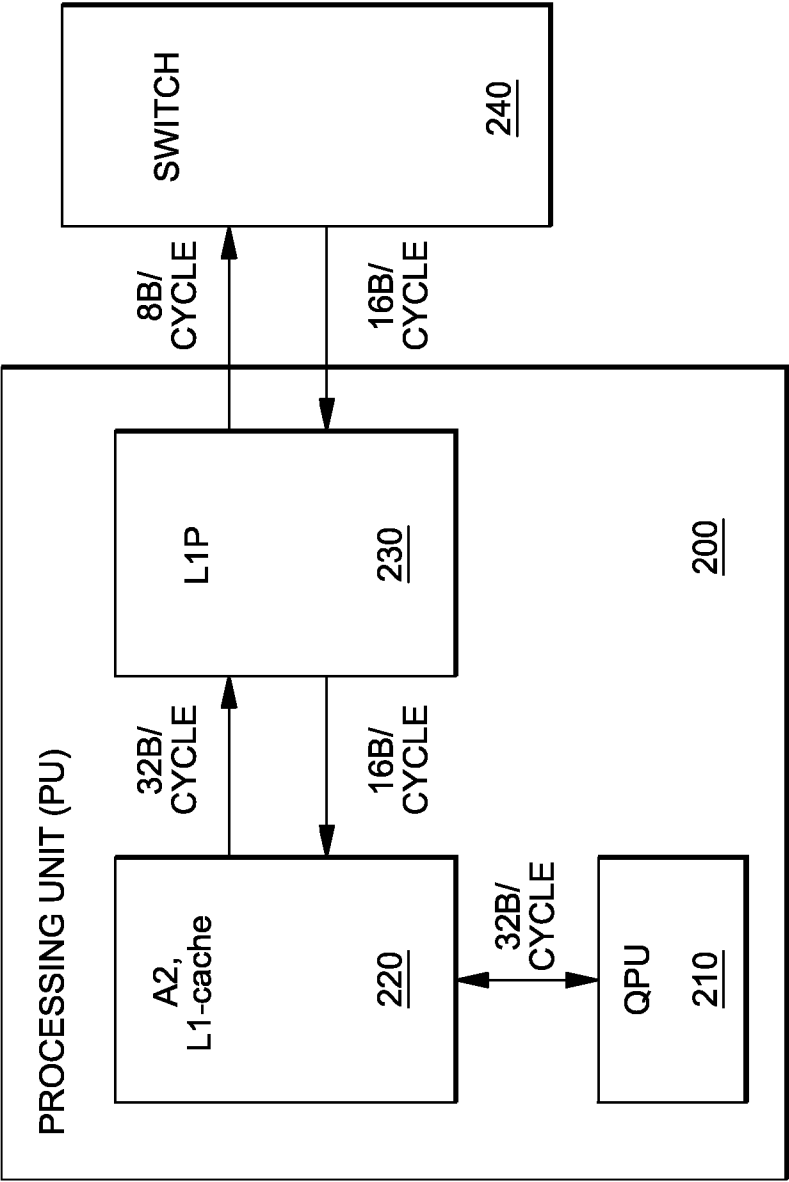 PROCESSING UNIT (PU)
A2,
L1-cache
220
32B/
CYCLE
16B/
CYCLE
L1P
230
8B/
CYCLE
16B/
CYCLE
SWITCH
240
32B/
CYCLE
QPU
210
200